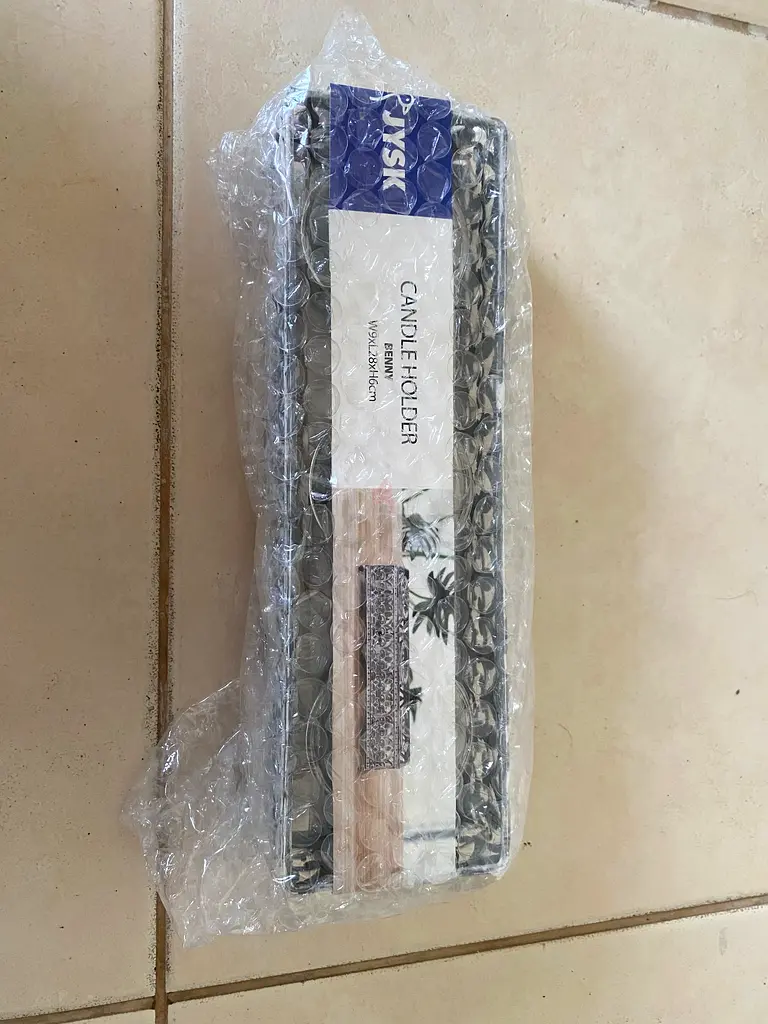 JYSK
CANDLE HOLDER
BENNY
W9xL28xH6cm